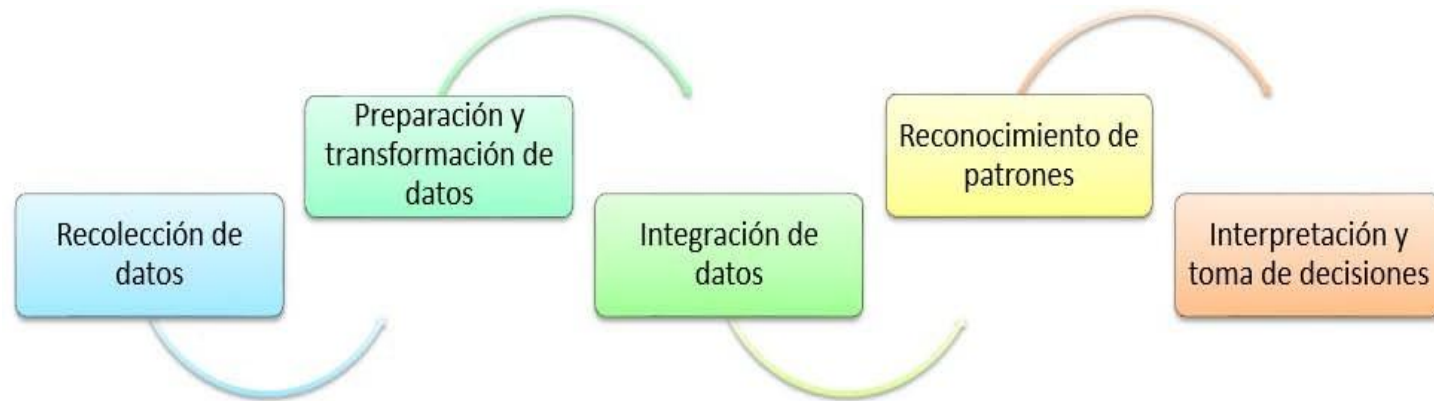 Recolección de
datos
Preparación y
transformación de
datos
Integración de
datos
Reconocimiento de
patrones
Interpretación y
toma de decisiones